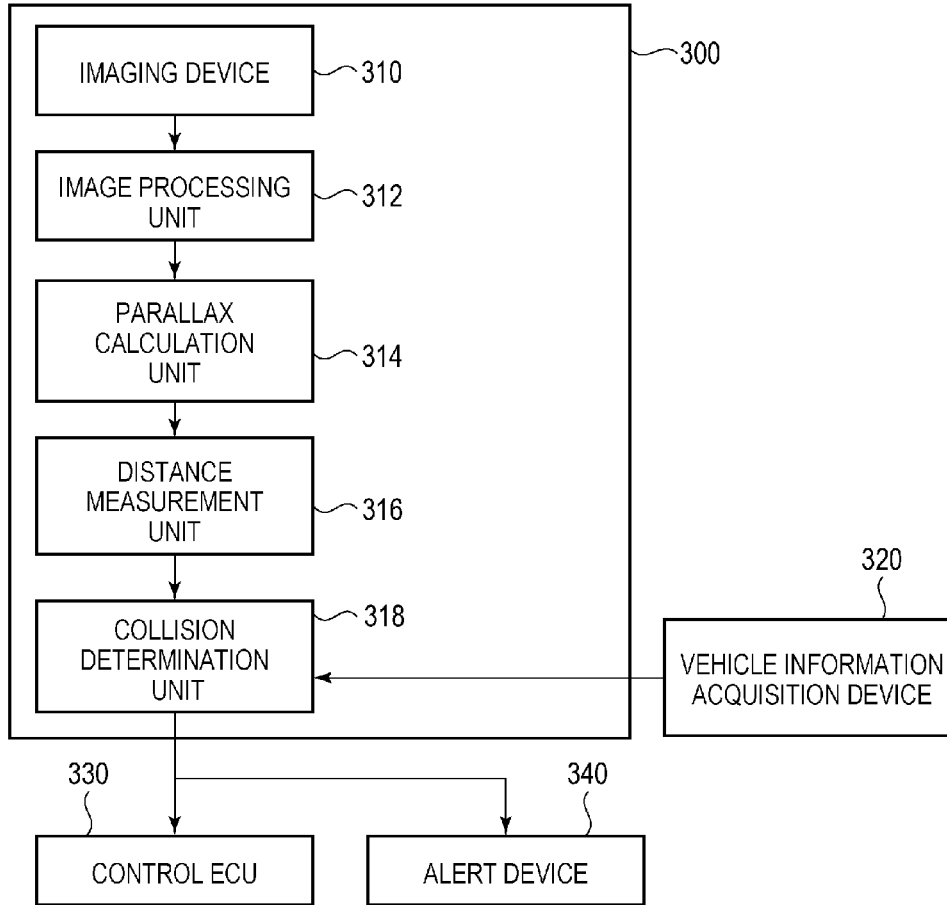 IMAGING DEVICE
310
300
IMAGE PROCESSING
UNIT
312
PARALLAX
CALCULATION
UNIT
314
DISTANCE
MEASUREMENT
UNIT
316
COLLISION
DETERMINATION
UNIT
318
320
VEHICLE INFORMATION
ACQUISITION DEVICE
330
CONTROL ECU
340
ALERT DEVICE